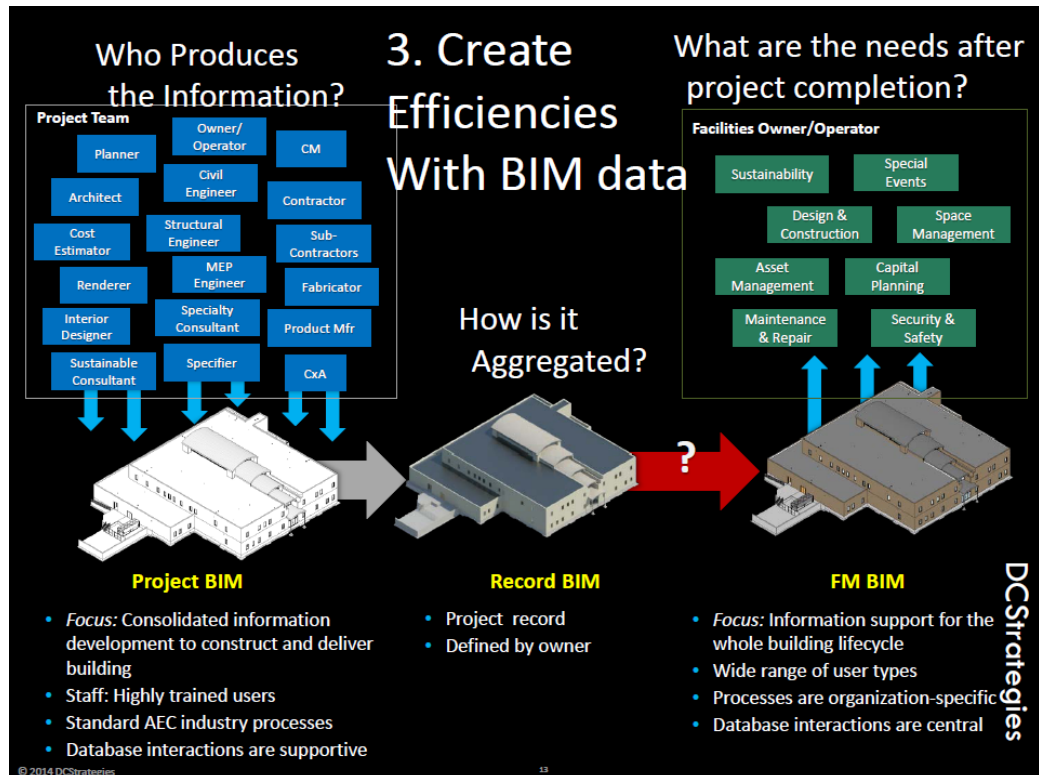 Who Produces
the Information?
3. Create
Efficiencies
With BIM data
What are the needs after
project completion?
Project Team
Planner
Owner/
Operator
CM
Architect
Civil
Engineer
Contractor
Cost
Estimator
Structural
Engineer
Sub-
Contractors
Renderer
MEP
Engineer
Fabricator
Interior
Designer
Specialty
Consultant
Product Mfr
Sustainable
Consultant
Specifier
CxA
Facilities Owner/Operator
Sustainability
Special
Events
Design &
Construction
Space
Management
Asset
Management
Capital
Planning
Maintenance
& Repair
Security &
Safety
How is it
Aggregated?
?
Project BIM
• Focus: Consolidated information
development to construct and deliver
building
• Staff: Highly trained users
• Standard AEC industry processes
• Database interactions are supportive
Record BIM
• Project record
• Defined by owner
FM BIM
• Focus: Information support for the
whole building lifecycle
• Wide range of user types
• Processes are organization-specific
• Database interactions are central
DCStrategies
© 2014 DCStrategies
13